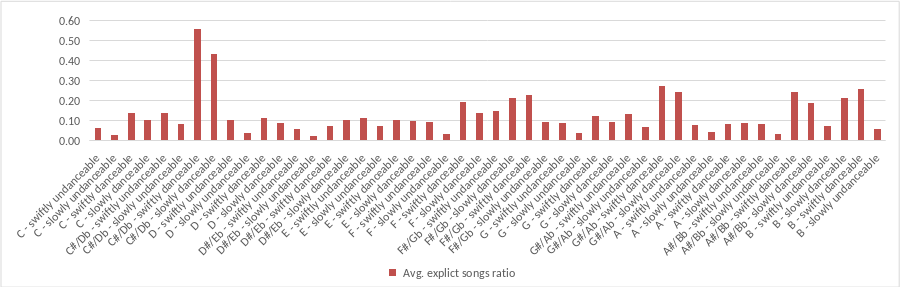 0.60
0.50
0.40
0.30
0.20
0.10
0.00
C - swiftly undanceable
C - slowly undanceable
C - swiftly danceable
C - slowly danceable
C#/Db - swiftly undanceable
C#/Db - slowly undanceable
C#/Db - swiftly danceable
C#/Db - slowly danceable
D - swiftly undanceable
D - slowly undanceable
D - swiftly danceable
D - slowly danceable
D#/Eb - swiftly undanceable
D#/Eb - slowly undanceable
D#/Eb - swiftly danceable
D#/Eb - slowly danceable
E - swiftly undanceable
E - slowly undanceable
E - swiftly danceable
E - slowly danceable
F - swiftly undanceable
F - slowly undanceable
F - swiftly danceable
F - slowly danceable
F#/Gb - swiftly undanceable
F#/Gb - slowly danceable
F#/Gb - swiftly danceable
F#/Gb - slowly undanceable
G - swiftly undanceable
G - slowly undanceable
G - swiftly danceable
G - slowly danceable
G#/Ab - swiftly undanceable
G#/Ab - slowly undanceable
G#/Ab - swiftly danceable
G#/Ab - slowly danceable
A - swiftly undanceable
A - slowly undanceable
A - swiftly danceable
A - slowly danceable
A#/Bb - swiftly undanceable
A#/Bb - slowly undanceable
A#/Bb - swiftly danceable
A#/Bb - slowly danceable
B - swiftly undanceable
B - slowly danceable
B - swiftly danceable
B - slowly undanceable
Avg. explict songs ratio